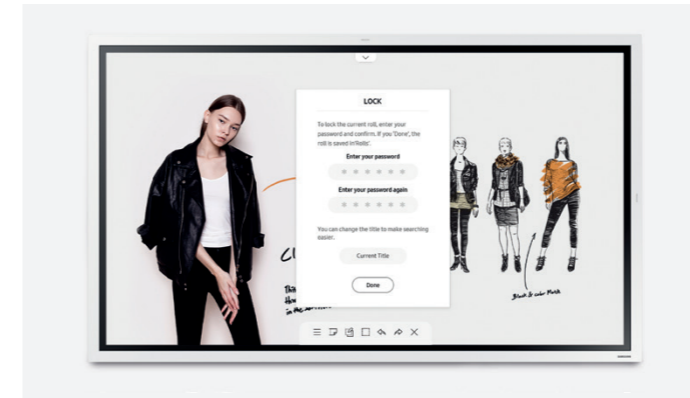 LOCK
To lock the current roll, enter your
password and confirm. If you 'Done', the
roll is saved in'Rolls'.
Enter your password
Enter your password again
You can change the title to make searching
easier.
Current Title
Done
Black & color Match